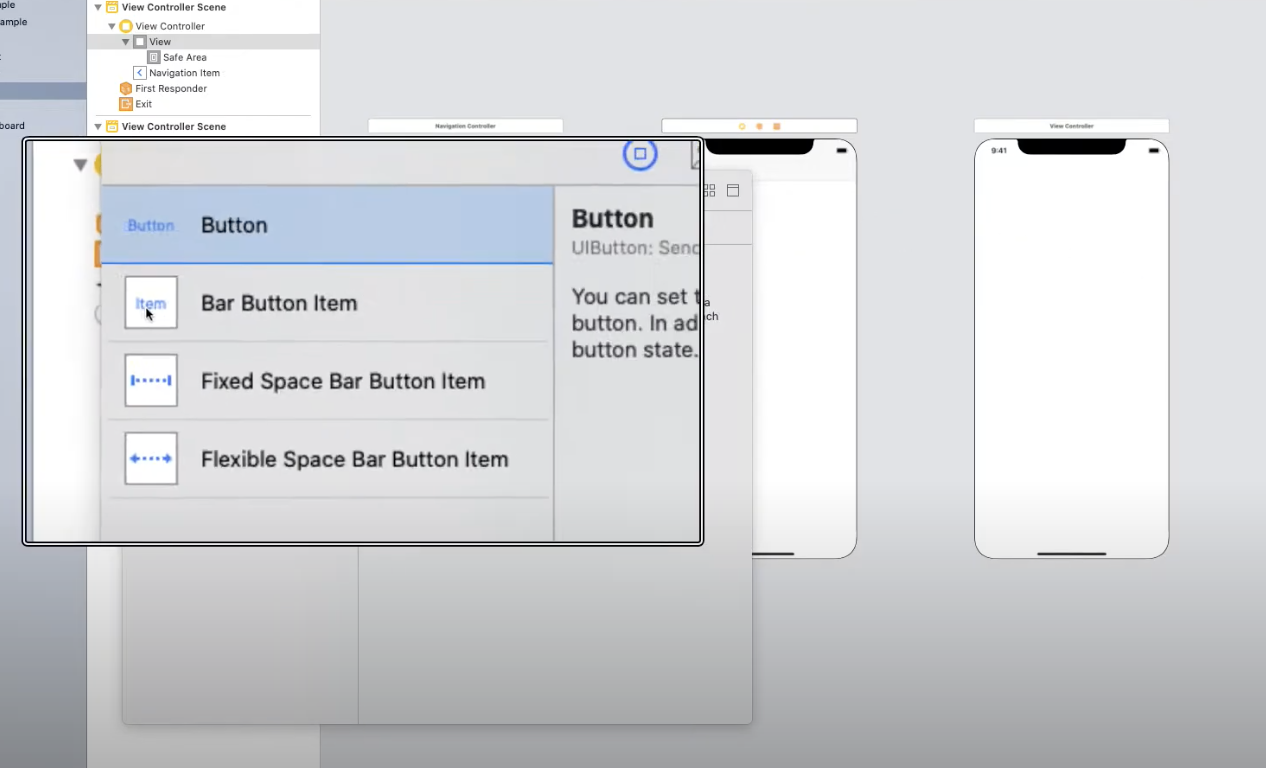 ple
View Controller Scene
ample
View Controller
View
Safe Area
Navigation Item
First Responder
Exit
board
View Controller Scene
Navigation Controller
View Controller
9:41
Button
Button
Button
UIButton: Send
You can set t
button. In ad
button state.
a
ch
Item
Bar Button Item
Fixed Space Bar Button Item
Flexible Space Bar Button Item